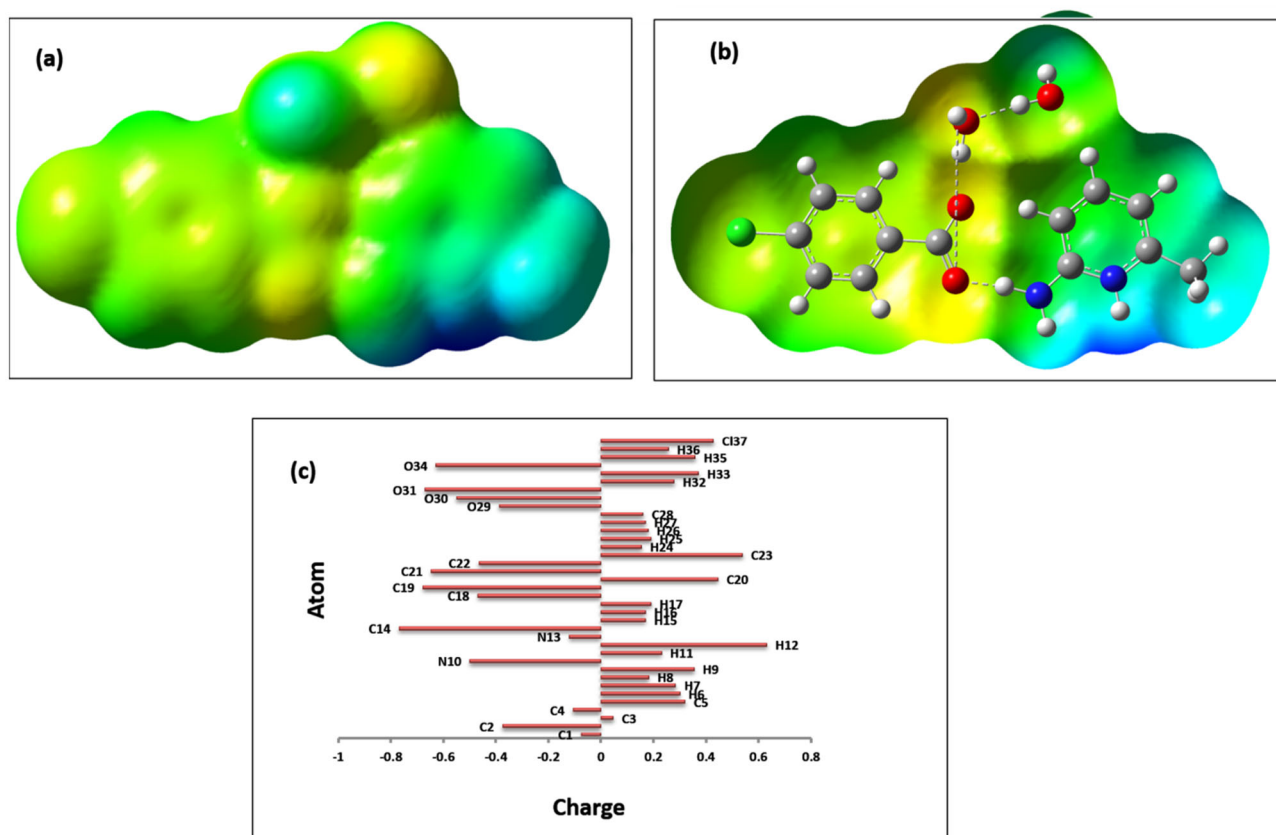 (a)
(b)
(c)
Cl37
H36
H35
O34
H33
H32
O31
O30
O29
C28
H27
H26
H25
H24
C23
C22
C21
C20
C19
C18
H17
H16
H15
C14
N13
H12
H11
N10
H9
H8
H7
H6
C5
C4
C3
C2
C1
Atom
-1 -0.8 -0.6 -0.4 -0.2 0 0.2 0.4 0.6 0.8
Charge